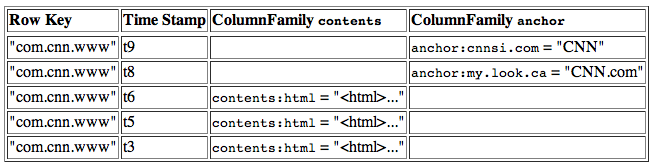 Row Key Time Stamp ColumnFamily contents ColumnFamily anchor
"com.cnn.www" t9 anchor:cnnsi.com = "CNN"
"com.cnn.www" t8 anchor:my.look.ca = "CNN.com"
"com.cnn.www" t6 contents:html = "<html>..."
"com.cnn.www" t5 contents:html = "<html>..."
"com.cnn.www" t3 contents:html = "<html>..."